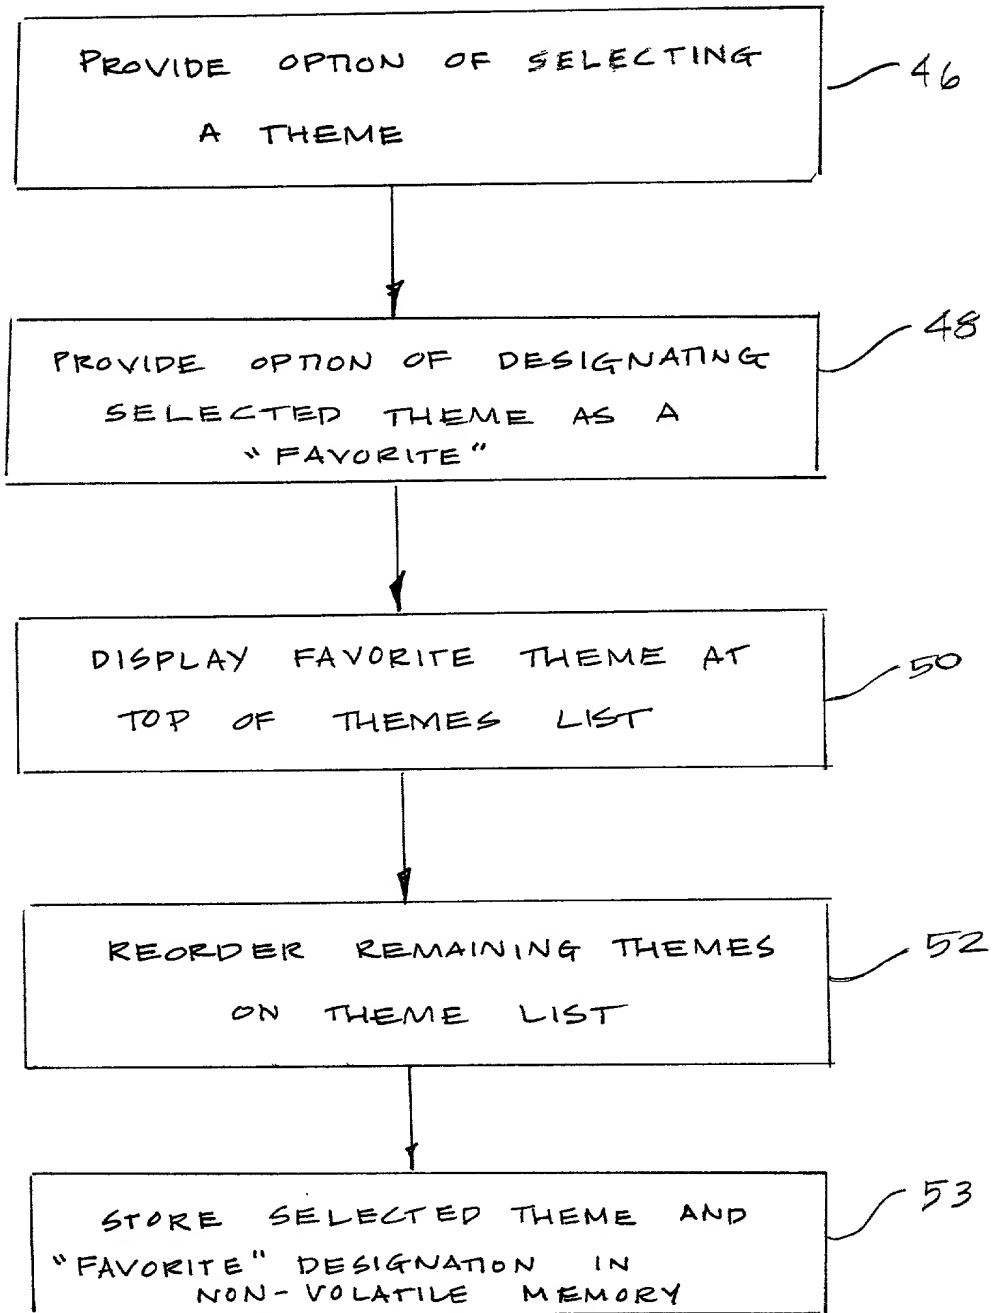 PROVIDE OPTION OF SELECTING
A THEME
46
PROVIDE OPTION OF DESIGNATING
SELECTED THEME AS A
"FAVORITE"
48
DISPLAY FAVORITE THEME AT
TOP OF THEMES LIST
50
REORDER REMAINING THEMES
ON THEME LIST
52
STORE SELECTED THEME AND
"FAVORITE" DESIGNATION IN
NON-VOLATILE MEMORY
53